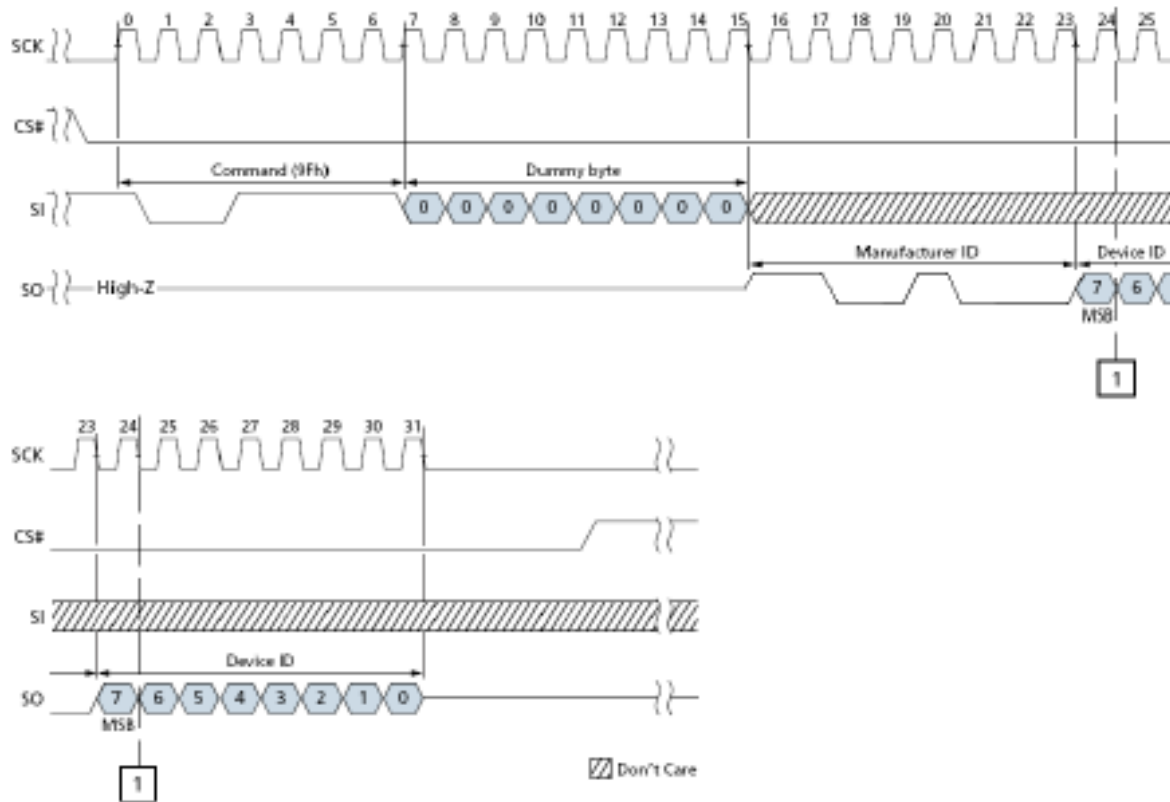 0 1 2 3 4 5 6 7 8 9 10 11 12 13 14 15 16 17 18 19 20 21 22 23 24 25
SCK
CS#
Command (9Fh) Dummy byte
SI 0 0 0 0 0 0 0 0
Manufacturer ID Device ID
SO High-Z 7 6
MSB
1
23 24 25 26 27 28 29 30 31
SCK
CS#
SI
Device ID
SO 7 6 5 4 3 2 1 0
MSB
1
Don"t Care